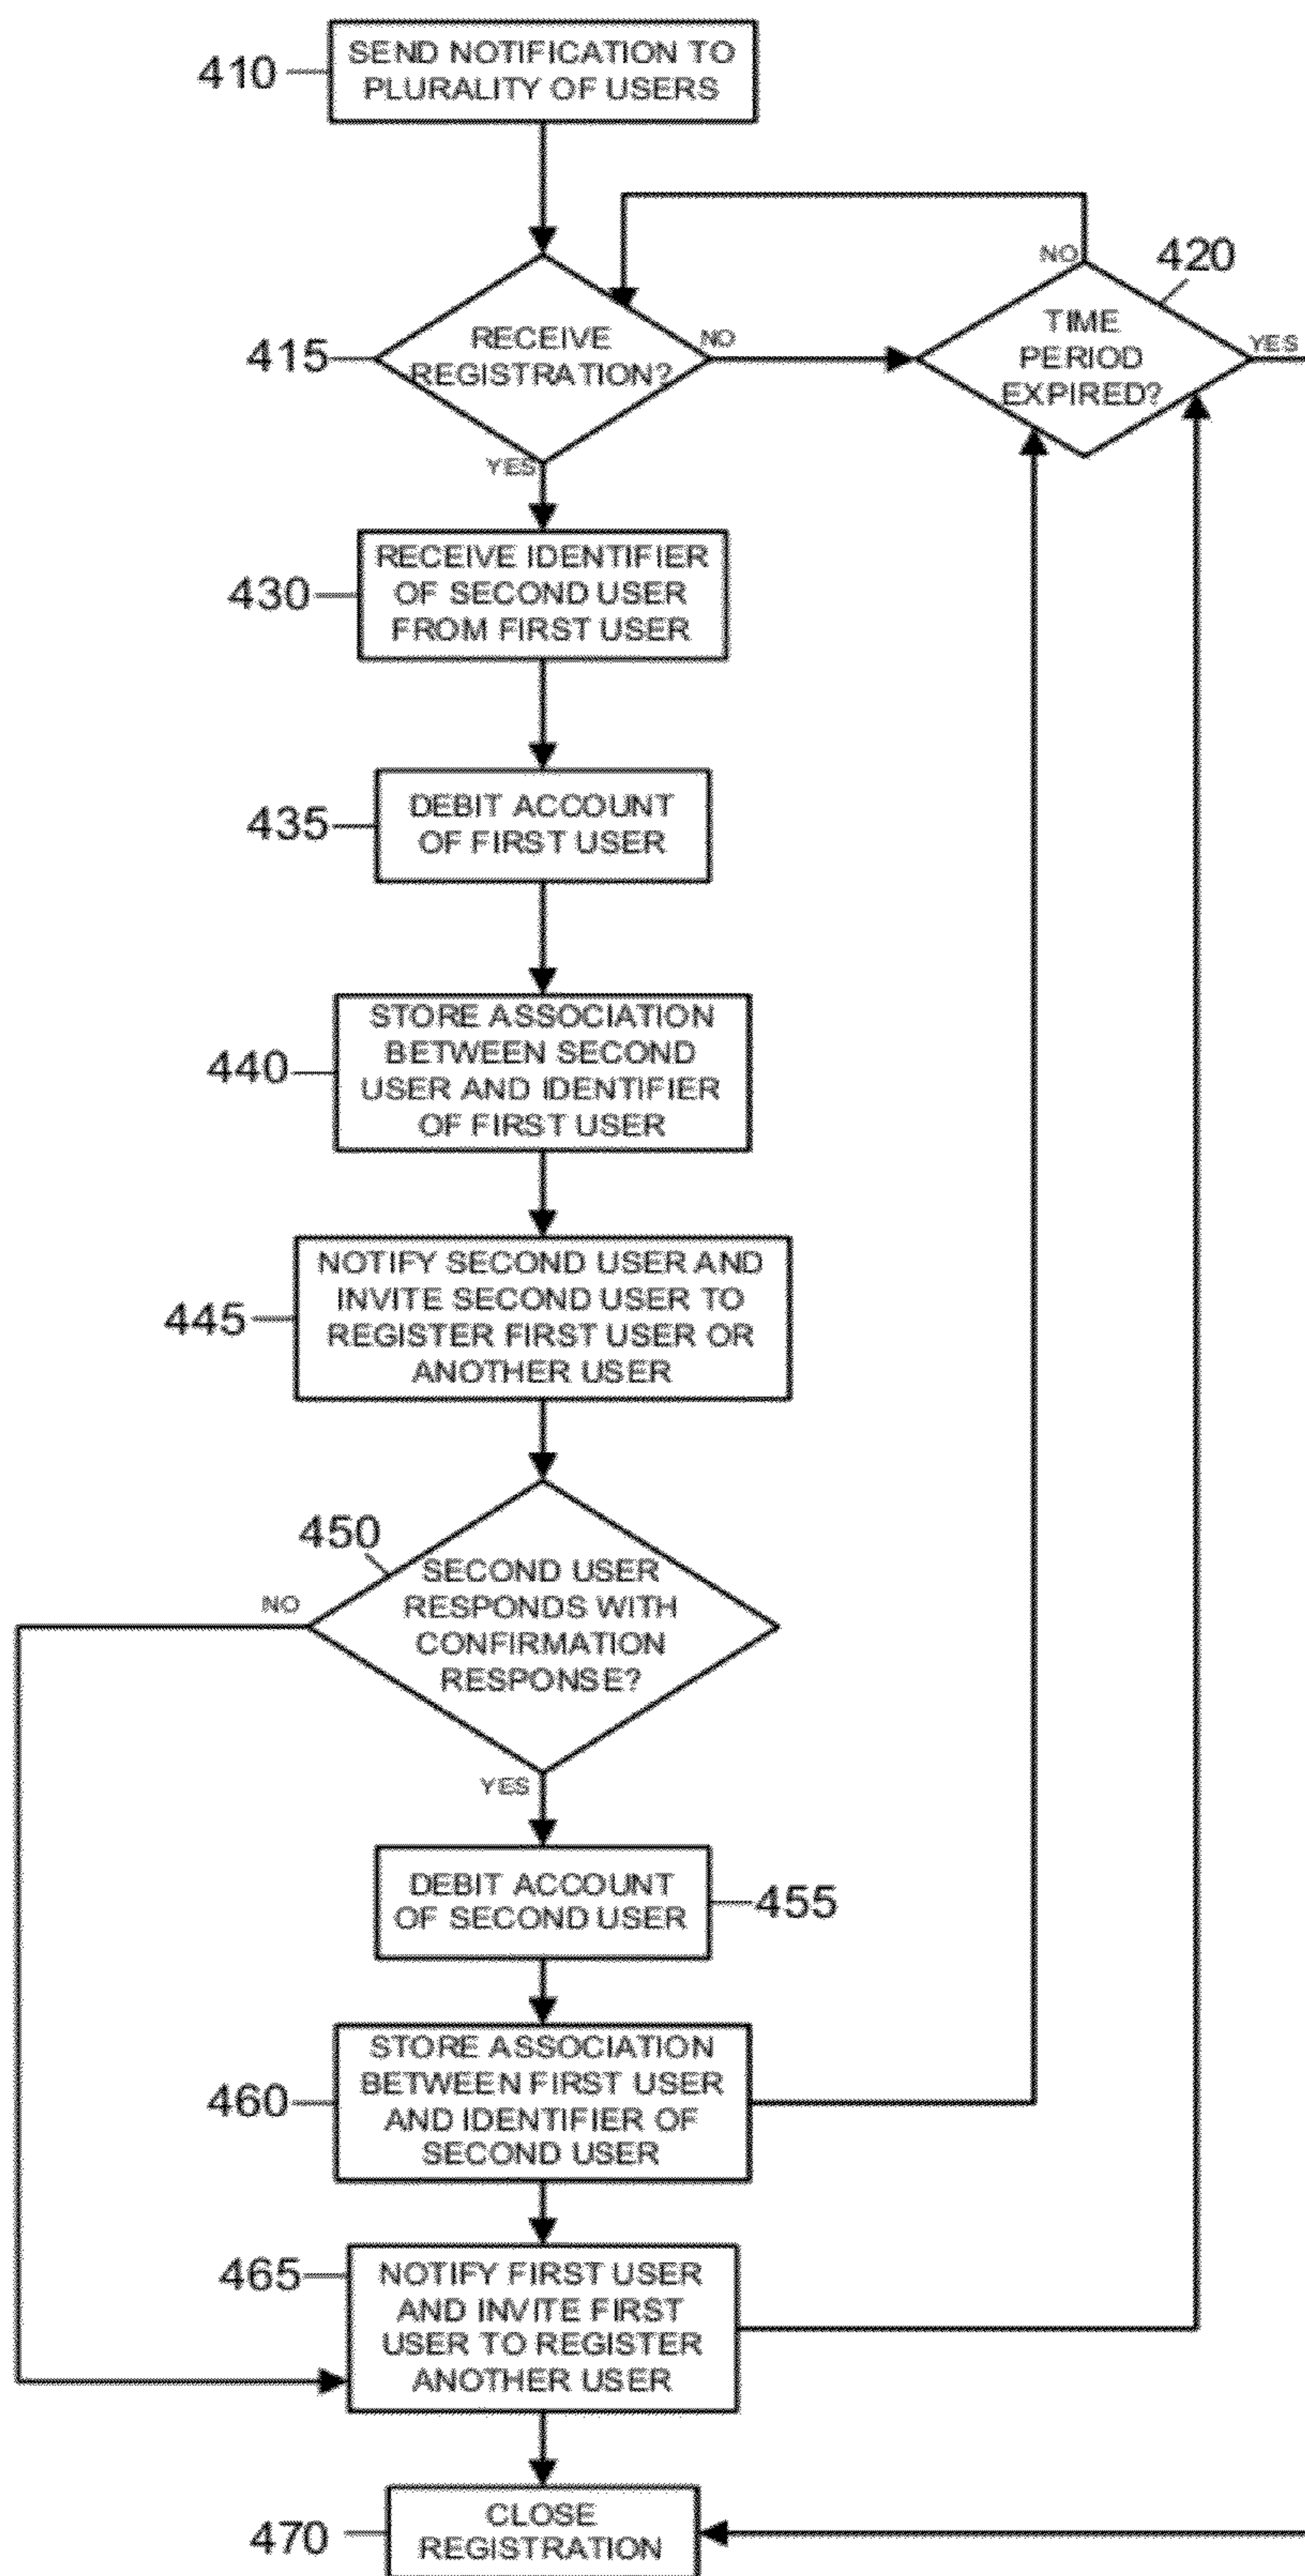 410
SEND NOTIFICATION TO
PLURALITY OF USERS
415
RECEIVE
REGISTRATION?
NO
YES
NO
420
TIME
PERIOD
EXPIRED?
YES
430
RECEIVE IDENTIFIER
OF SECOND USER
FROM FIRST USER
435
DEBIT ACCOUNT
OF FIRST USER
440
STORE ASSOCIATION
BETWEEN SECOND
USER AND IDENTIFIER
OF FIRST USER
445
NOTIFY SECOND USER AND
INVITE SECOND USER TO
REGISTER FIRST USER OR
ANOTHER USER
450
NO
SECOND USER
RESPONDS WITH
CONFIRMATION
RESPONSE?
YES
DEBIT ACCOUNT
OF SECOND USER
455
460
STORE ASSOCIATION
BETWEEN FIRST USER
AND IDENTIFIER OF
SECOND USER
465
NOTIFY FIRST USER
AND INVITE FIRST
USER TO REGISTER
ANOTHER USER
470
CLOSE
REGISTRATION